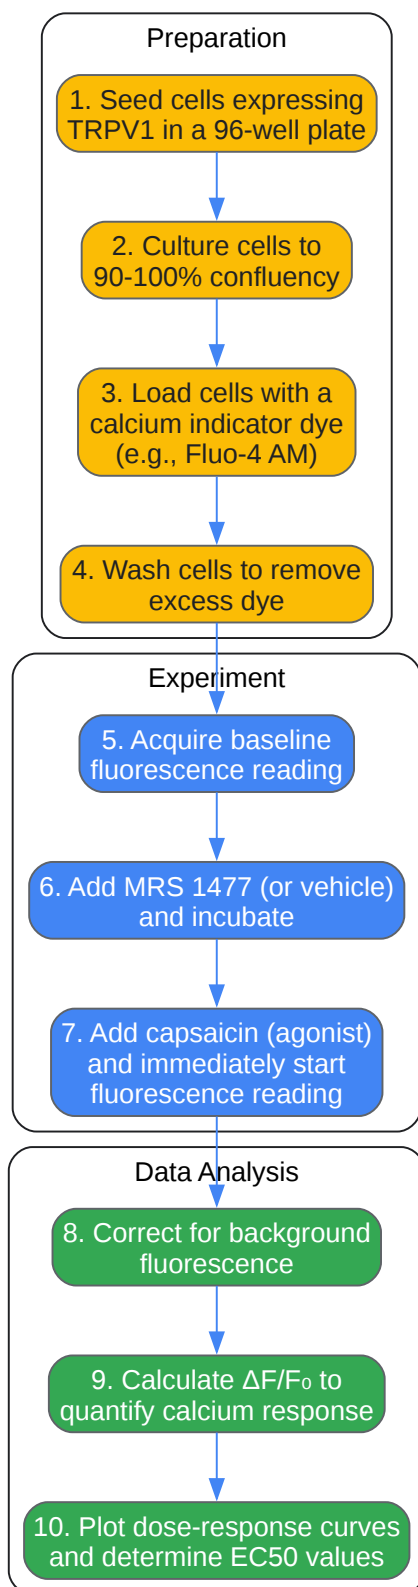 Preparation
1. Seed cells expressing
TRPV1 in a 96-well plate
2. Culture cells to
90-100% confluency
3. Load cells with a
calcium indicator dye
(e.g., Fluo-4 AM)
4. Wash cells to remove
excess dye
Experiment
5. Acquire baseline
fluorescence reading
6. Add MRS 1477 (or vehicle)
and incubate
7. Add capsaicin (agonist)
and immediately start
fluorescence reading
Data Analysis
8. Correct for background
fluorescence
9. Calculate ΔF/F₀ to
quantify calcium response
10. Plot dose-response curves
and determine EC50 values